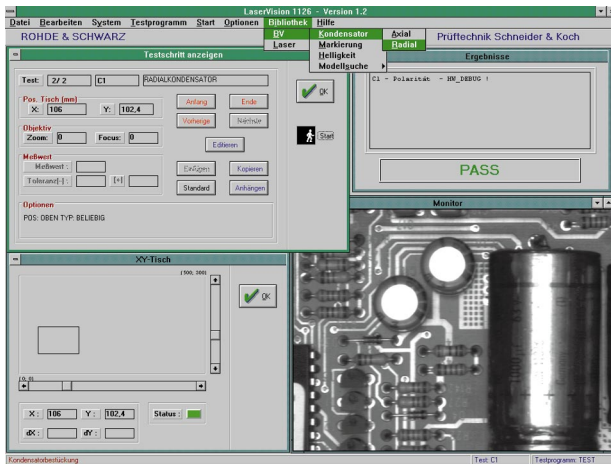 LaserVision 1126 - Version 1.2
Datei Bearbeiten System Testprogramm Start Optionen Bibliothek Hilfe
ROHDE & SCHWARZ
Prüftechnik Schneider & Koch
BV
Laser
Kondensator
Markierung
Helligkeit
Modellsuche
Axial
Radial
Testschritt anzeigen
Test: 2/ 2 C1 RADIALKONDENSATOR
Pos. Tisch (mm)
X: 106 Y: 102,4
Objektiv
Zoom: 0 Focus: 0
Meßwert
Meßwert :
Toleranz[-] : [+]
Anfang Ende
Vorherige Nächste
Editieren
Einfügen Kopieren
Standard Anhängen
OK
Start
Optionen
POS: OBEN TYP: BELIEBIG
Ergebnisse
C1 - Polarität - HW_DEBUG !
PASS
XY-Tisch
(300, 300)
(0, 0)
OK
X : 106 Y : 102,4 Status :
dX : dY :
Monitor
Kondensatorbestückung
Test: C1
Testprogramm: TEST